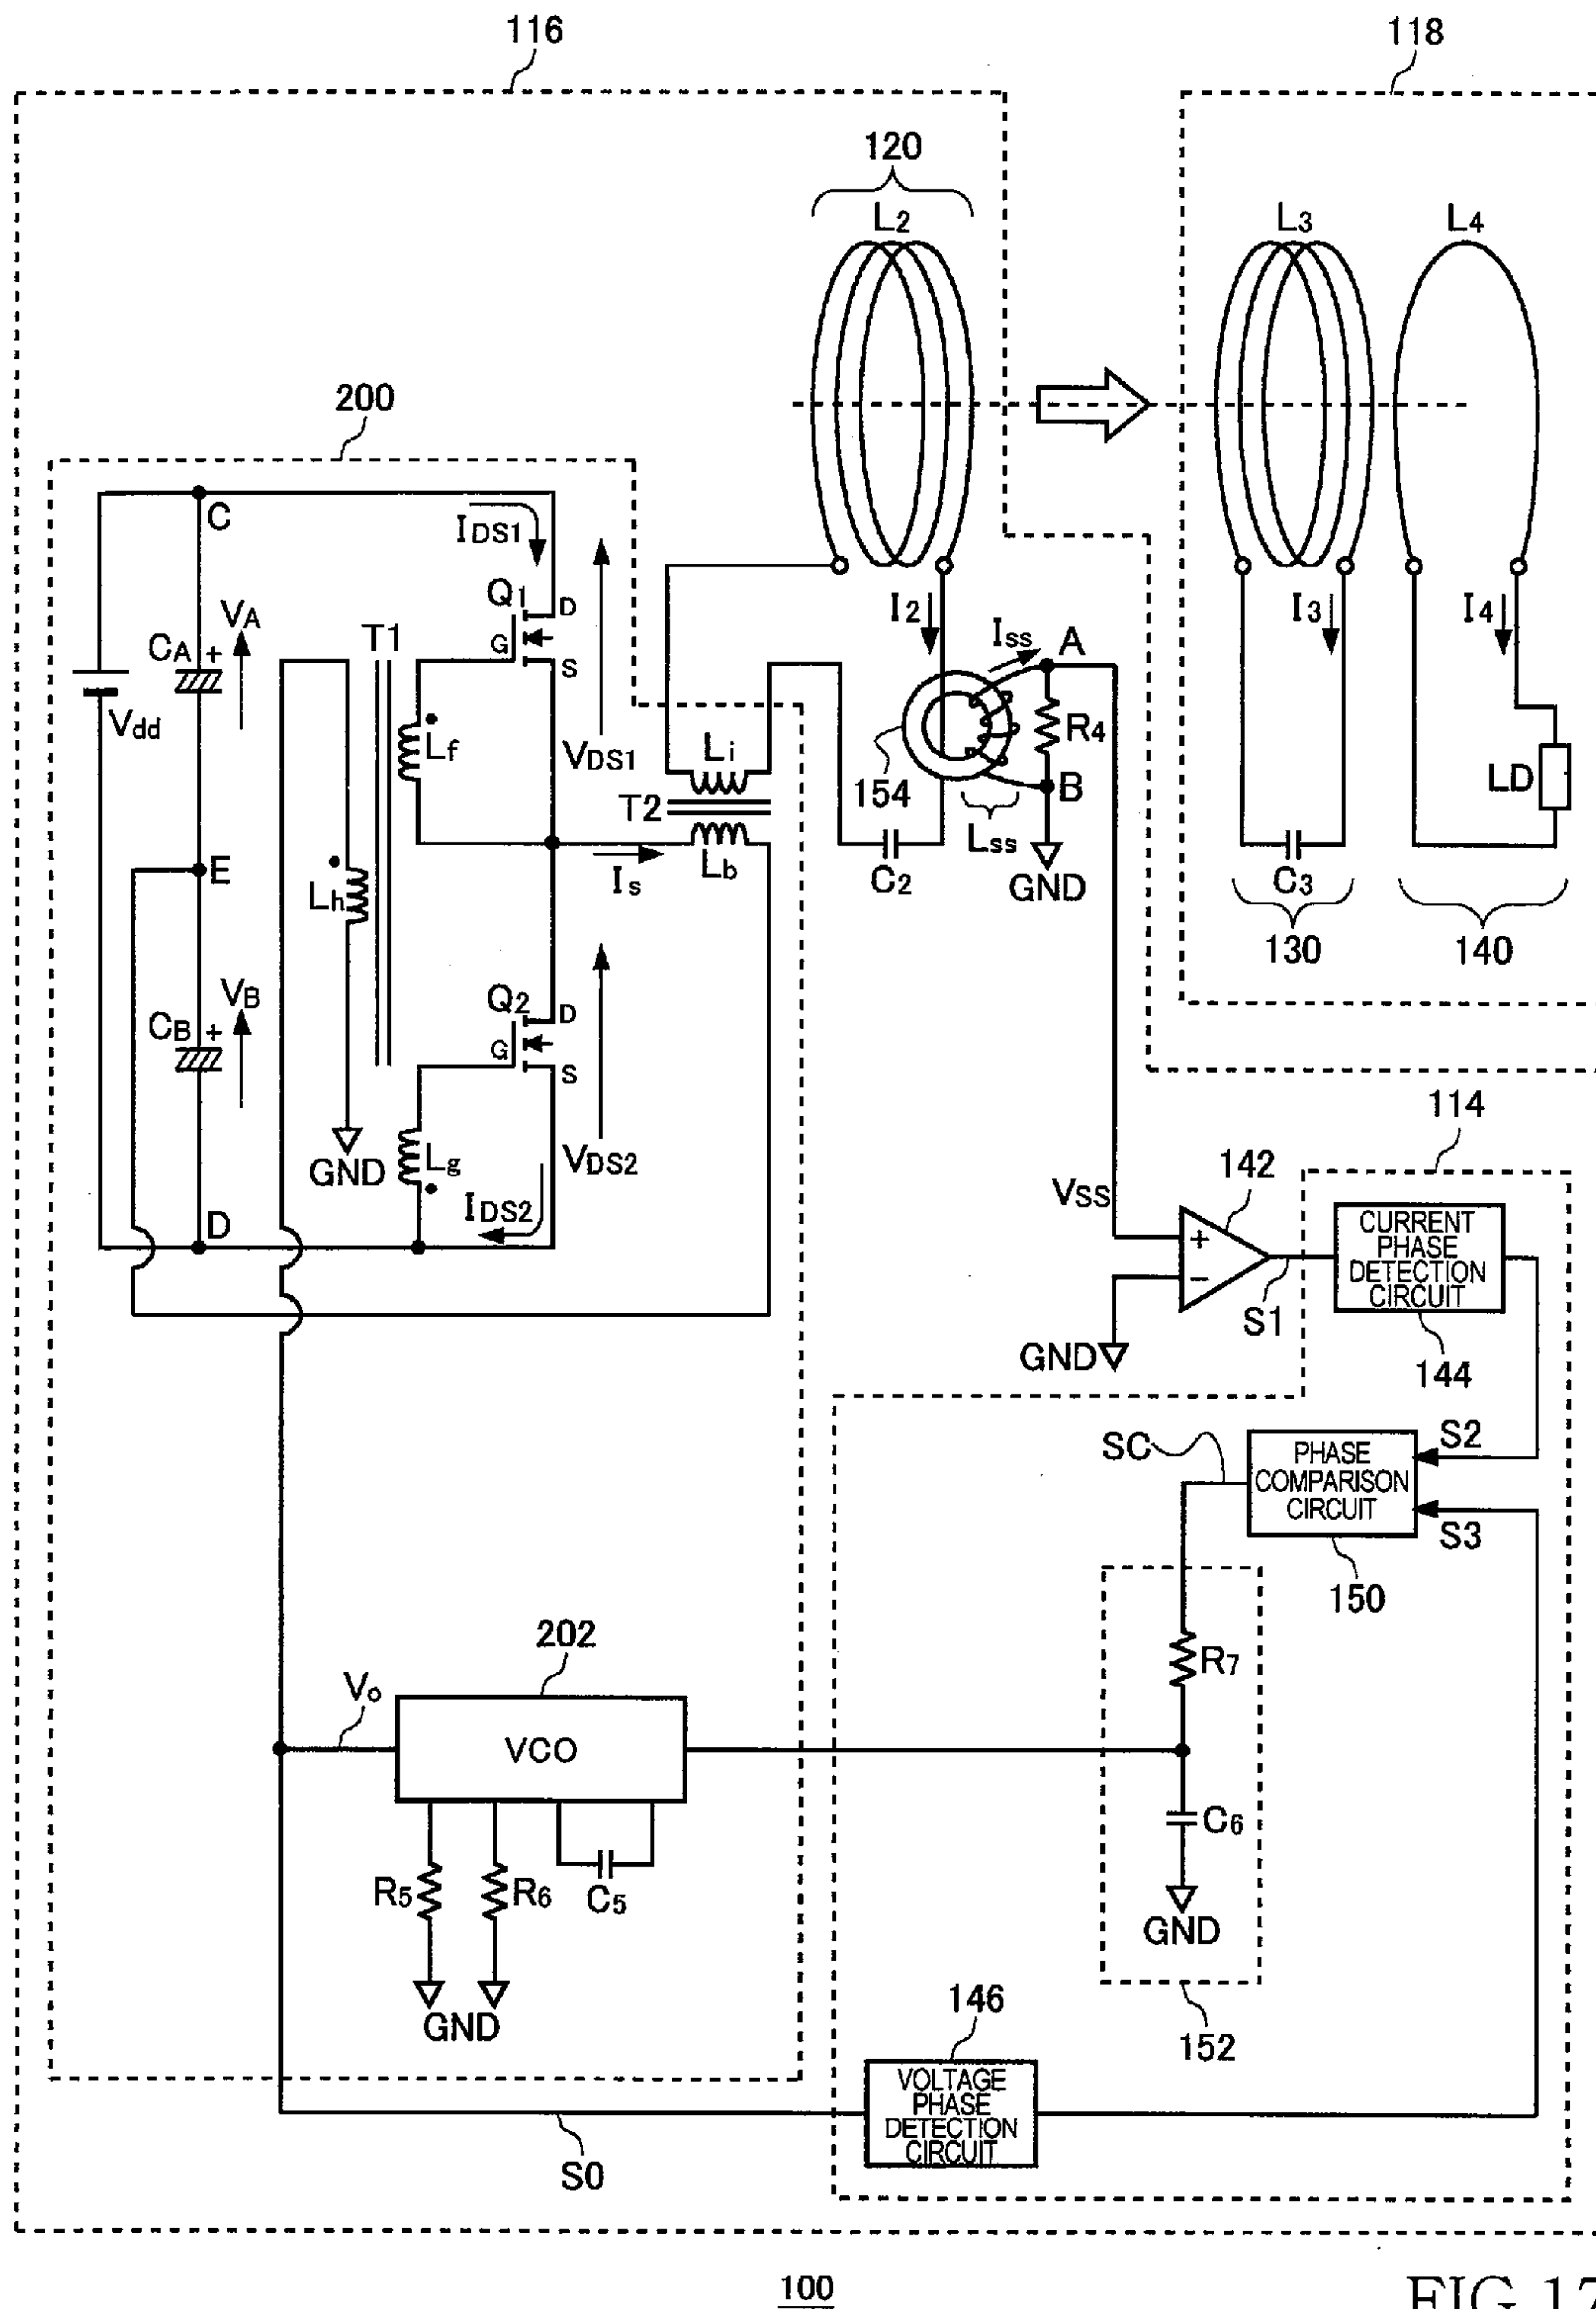 116
118
120
L2
L3
L4
200
C
IDS1
Q1
D
G
S
VA
CA
+
T1
Vdd
Lf
VDS1
Li
T2
Lb
Is
I2
Iss
A
R4
154
B
Lss
C2
GND
I3
I4
LD
C3
130
140
E
Lh
VB
CB
+
Q2
D
G
S
GND
Lg
VDS2
IDS2
D
114
142
VSS
+
−
S1
GND
CURRENT
PHASE
DETECTION
CIRCUIT
144
SC
PHASE
COMPARISON
CIRCUIT
S2
S3
150
202
Vo
VCO
R7
R5
R6
C5
C6
GND
GND
152
146
VOLTAGE
PHASE
DETECTION
CIRCUIT
S0
100
FIG.17